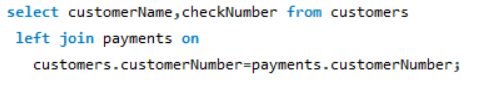 select customerName,checkNumber from customers
left join payments on
customers.customerNumber=payments.customerNumber;